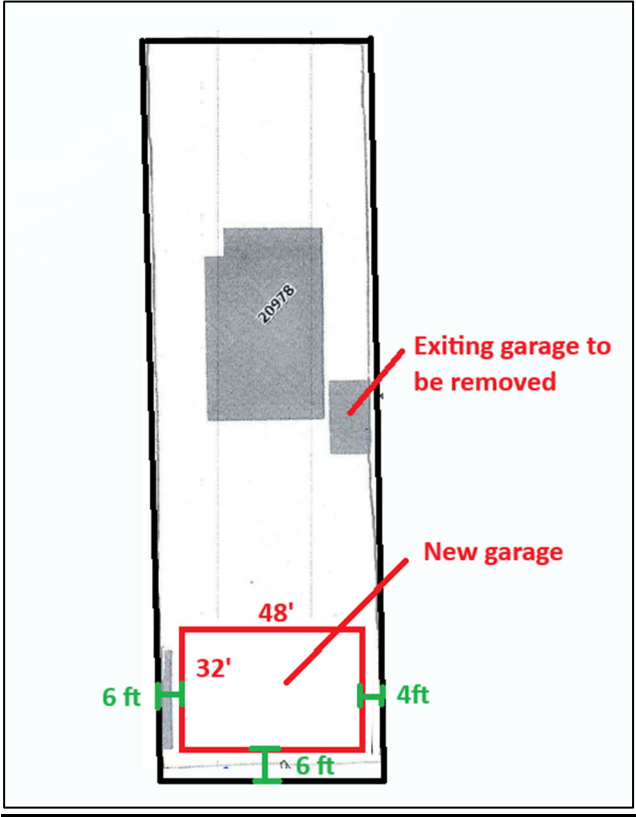 20978
Exiting garage to
be removed
New garage
48'
32'
6 ft
4ft
6 ft